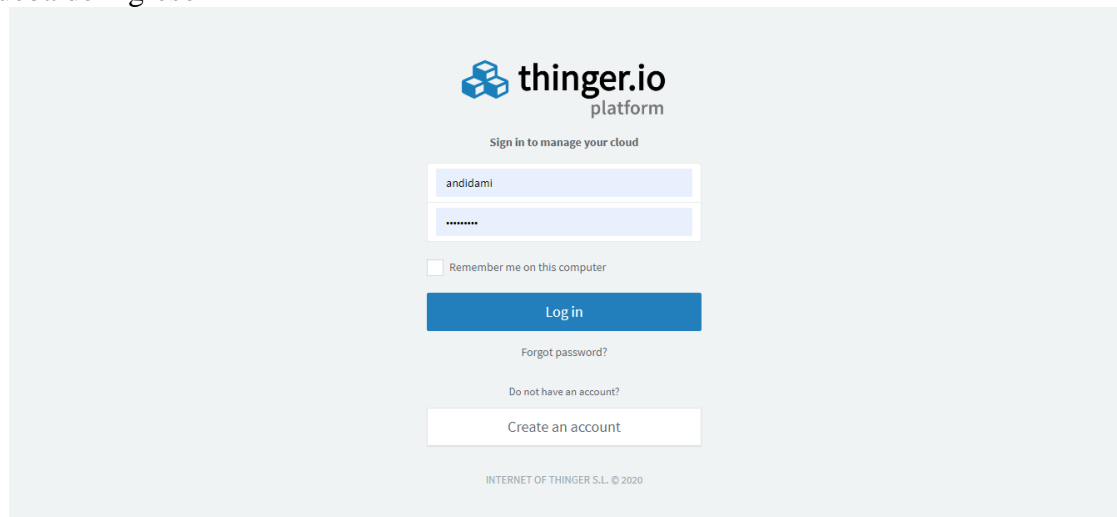 thinger.io
platform
Sign in to manage your cloud
andidami
•••••••••
Remember me on this computer
Log in
Forgot password?
Do not have an account?
Create an account
INTERNET OF THINGER S.L. © 2020